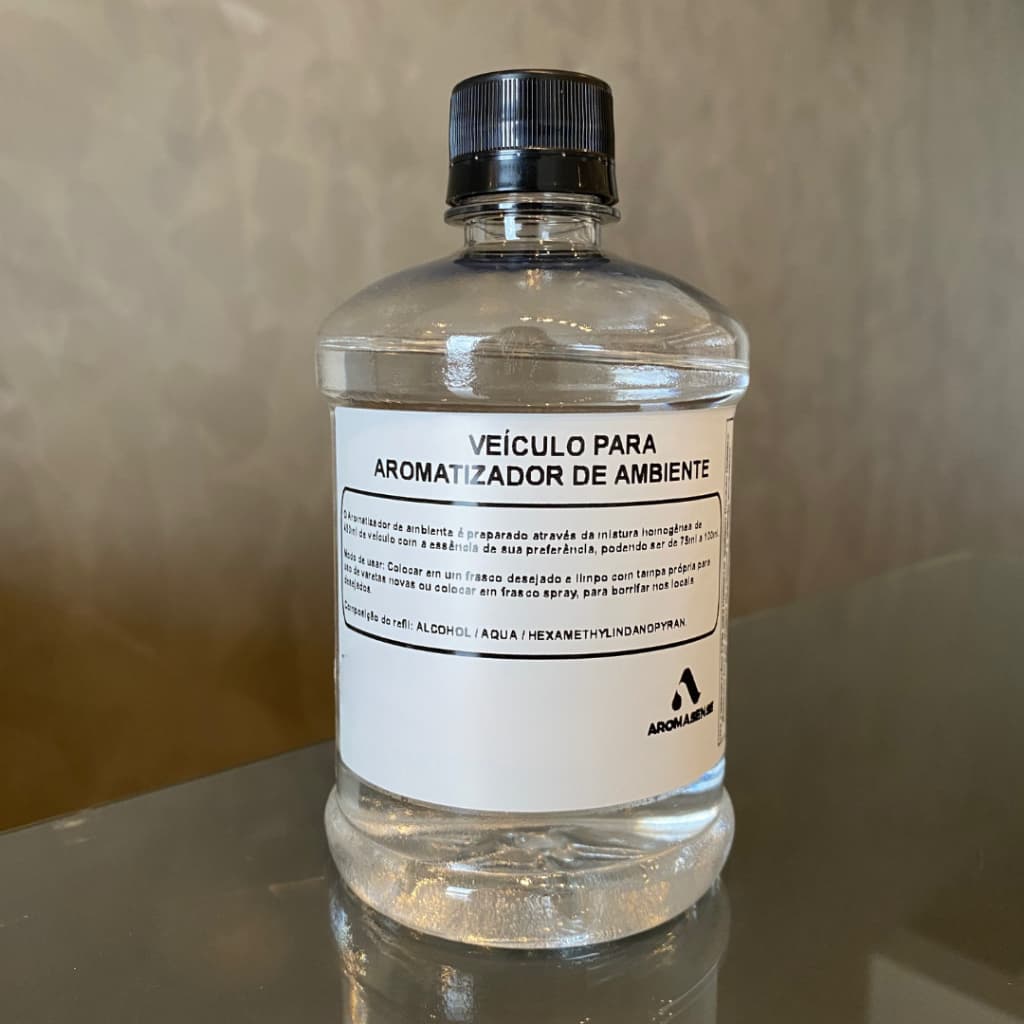 VEÍCULO PARA
AROMATIZADOR DE AMBIENTE
O Aromatizador de ambiente é preparado através da mistura homogênea de
450ml de veículo com a essência de sua preferência, podendo ser de 75ml a 100ml.
Modo de usar: Colocar em um frasco desejado e limpo com tampa própria para
uso de varetas novas ou colocar em frasco spray, para borrifar nos locais
desejados.
Composição do refil: ALCOHOL / AQUA / HEXAMETHYLINDANOPYRAN.
AROMASENSE